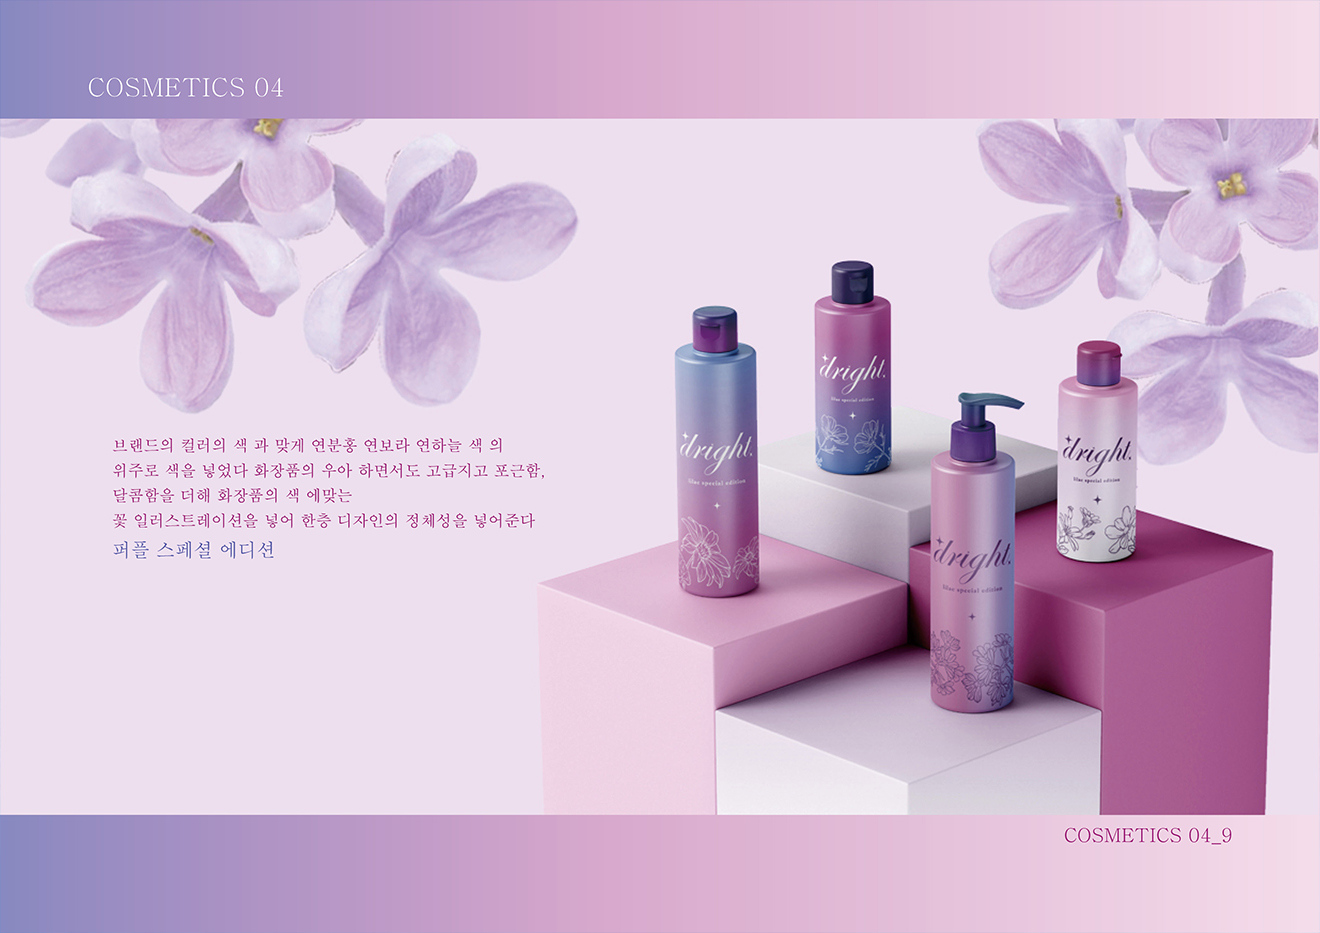 COSMETICS 04
브랜드의 컬러의 색 과 맞게 연분홍 연보라 연하늘 색 의
위주로 색을 넣었다 화장품의 우아 하면서도 고급지고 포근함,
달콤함을 더해 화장품의 색 에맞는
꽃 일러스트레이션을 넣어 한층 디자인의 정체성을 넣어준다
퍼플 스페셜 에디션
dright.
lilac special edition
dright.
lilac special edition
dright.
lilac special edition
dright.
lilac special edition
COSMETICS 04_9